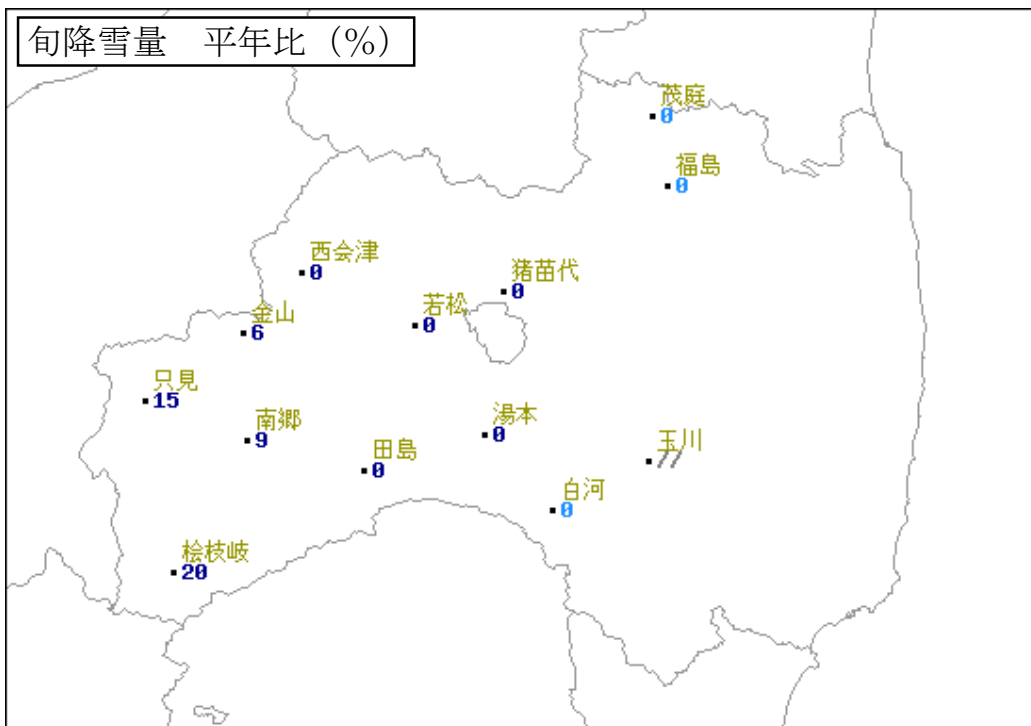 旬降雪量　平年比（%）
茂庭
0
福島
0
西会津
0
猪苗代
0
金山
6
若松
0
只見
15
南郷
9
湯本
0
田島
0
玉川
//
白河
0
桧枝岐
20